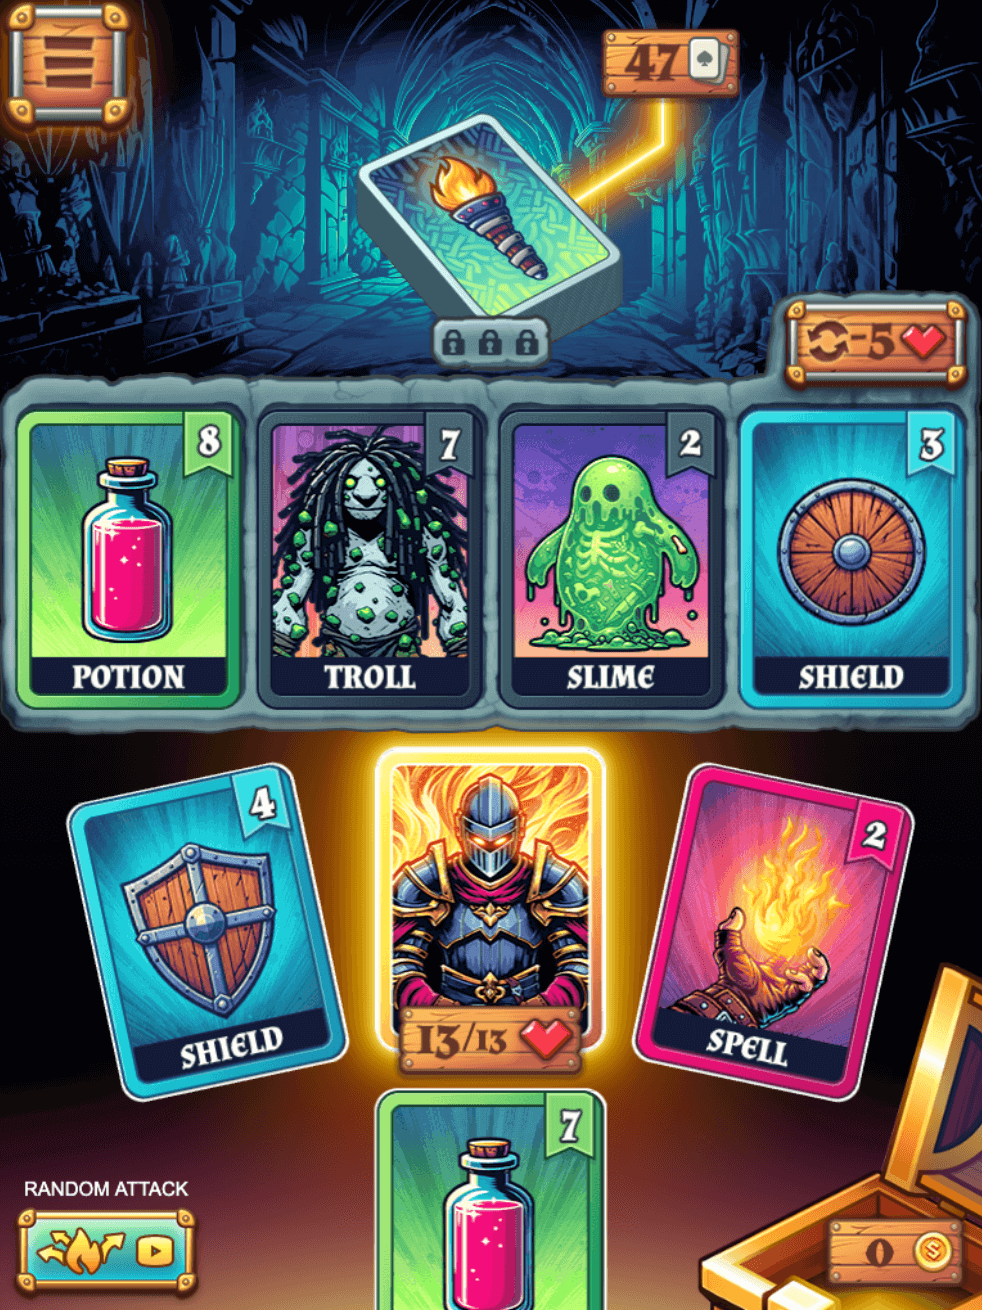 47
-5
8
7
2
3
POTION
TROLL
SLIME
SHIELD
4
2
SHIELD
13/13
SPELL
7
RANDOM ATTACK
0